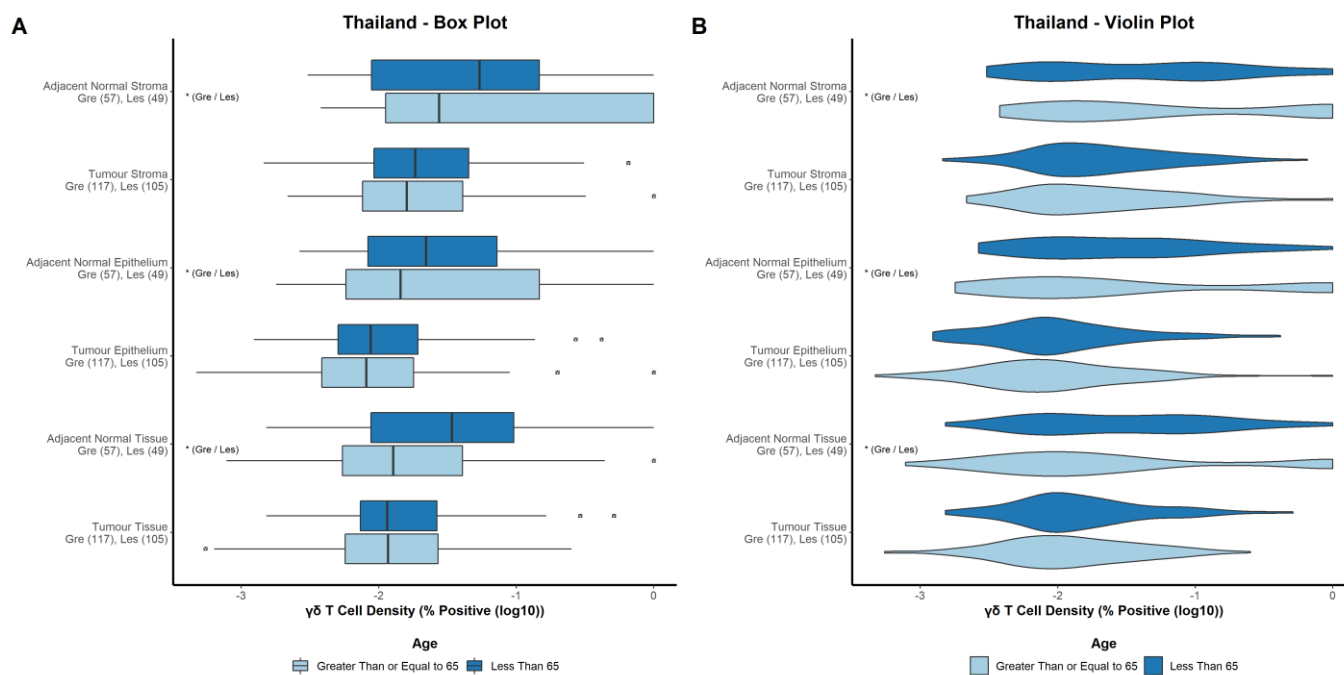 A
Thailand - Box Plot
Adjacent Normal Stroma
Gre (57), Les (49)
* (Gre / Les)
Tumour Stroma
Gre (117), Les (105)
Adjacent Normal Epithelium
Gre (57), Les (49)
* (Gre / Les)
Tumour Epithelium
Gre (117), Les (105)
Adjacent Normal Tissue
Gre (57), Les (49)
* (Gre / Les)
Tumour Tissue
Gre (117), Les (105)
-3 -2 -1 0
γδ T Cell Density (% Positive (log10))
Age
Greater Than or Equal to 65 Less Than 65
B
Thailand - Violin Plot
Adjacent Normal Stroma
Gre (57), Les (49)
* (Gre / Les)
Tumour Stroma
Gre (117), Les (105)
Adjacent Normal Epithelium
Gre (57), Les (49)
* (Gre / Les)
Tumour Epithelium
Gre (117), Les (105)
Adjacent Normal Tissue
Gre (57), Les (49)
* (Gre / Les)
Tumour Tissue
Gre (117), Les (105)
-3 -2 -1 0
γδ T Cell Density (% Positive (log10))
Age
Greater Than or Equal to 65 Less Than 65